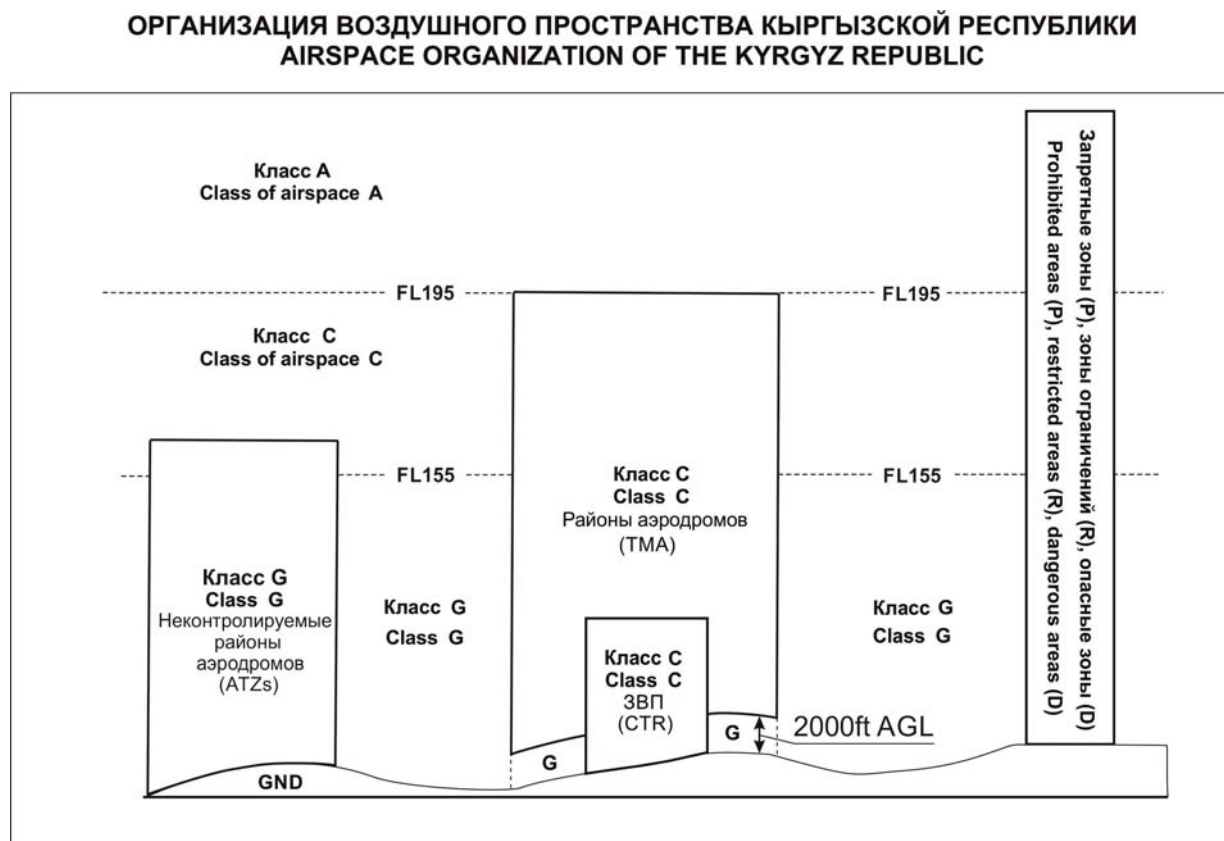 ОРГАНИЗАЦИЯ ВОЗДУШНОГО ПРОСТРАНСТВА КЫРГЫЗСКОЙ РЕСПУБЛИКИ
AIRSPACE ORGANIZATION OF THE KYRGYZ REPUBLIC
Класс A
Class of airspace A
FL195
FL195
Класс C
Class of airspace C
FL155
FL155
Класс C
Class C
Районы аэродромов
(TMA)
Класс G
Class G
Неконтролируемые
районы
аэродромов
(ATZs)
Класс G
Class G
Класс G
Class G
Класс C
Class C
ЗВП
(CTR)
G
G
2000ft AGL
GND
Запретные зоны (P), зоны ограничений (R), опасные зоны (D)
Prohibited areas (P), restricted areas (R), dangerous areas (D)